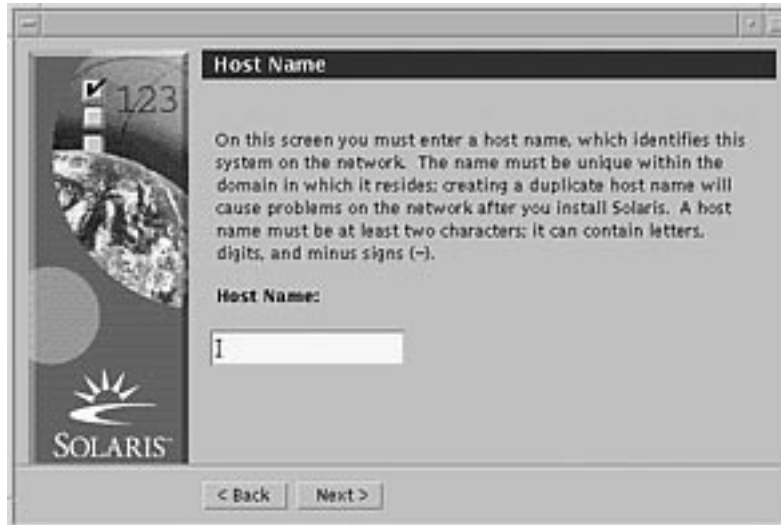 Host Name
123
On this screen you must enter a host name, which identifies this
system on the network. The name must be unique within the
domain in which it resides; creating a duplicate host name will
cause problems on the network after you install Solaris. A host
name must be at least two characters; it can contain letters,
digits, and minus signs (-).
Host Name:
SOLARIS™
< Back
Next >